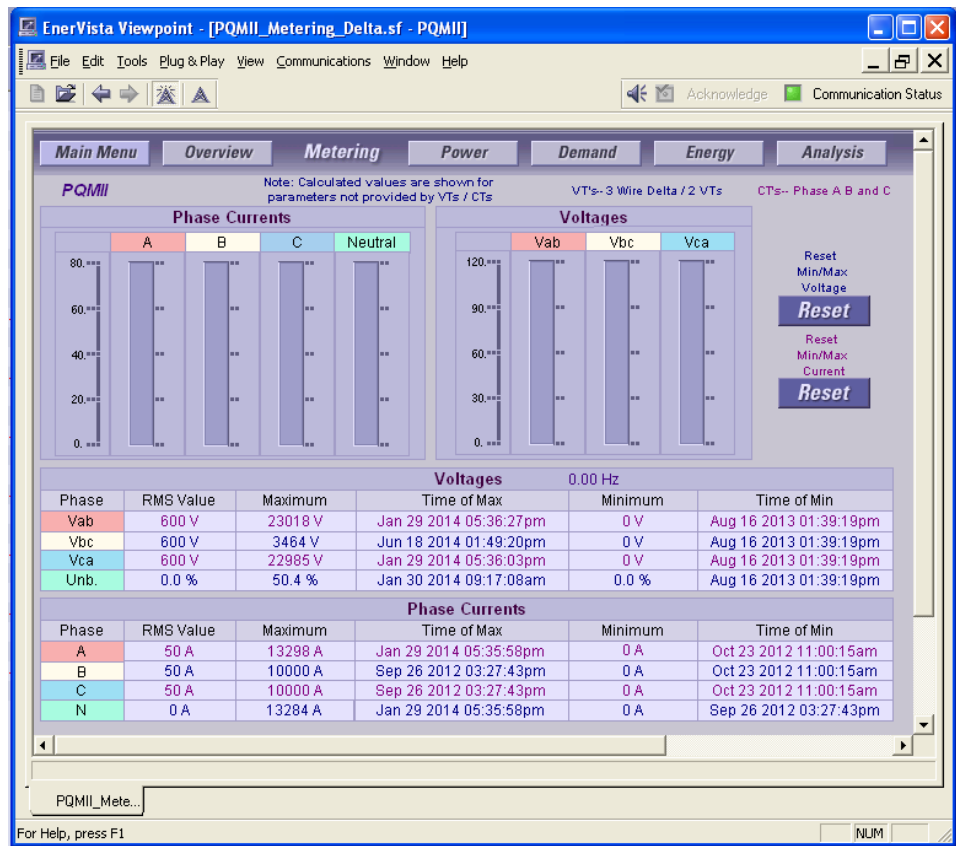 EnerVista Viewpoint - [PQMII_Metering_Delta.sf - PQMII]
File Edit Tools Plug & Play View Communications Window Help
Acknowledge Communication Status
Main Menu Overview Metering Power Demand Energy Analysis
PQMII
Note: Calculated values are shown for
parameters not provided by VTs / CTs
VT's-- 3 Wire Delta / 2 VTs
CT's-- Phase A B and C
Phase Currents
A B C Neutral
80.
60.
40.
20.
0.
Voltages
Vab Vbc Vca
120.
90.
60.
30.
0.
Reset
Min/Max
Voltage
Reset
Reset
Min/Max
Current
Reset
Voltages 0.00 Hz
Phase RMS Value Maximum Time of Max Minimum Time of Min
Vab 600 V 23018 V Jan 29 2014 05:36:27pm 0 V Aug 16 2013 01:39:19pm
Vbc 600 V 3464 V Jun 18 2014 01:49:20pm 0 V Aug 16 2013 01:39:19pm
Vca 600 V 22985 V Jan 29 2014 05:36:03pm 0 V Aug 16 2013 01:39:19pm
Unb. 0.0 % 50.4 % Jan 30 2014 09:17:08am 0.0 % Aug 16 2013 01:39:19pm
Phase Currents
Phase RMS Value Maximum Time of Max Minimum Time of Min
A 50 A 13298 A Jan 29 2014 05:35:58pm 0 A Oct 23 2012 11:00:15am
B 50 A 10000 A Sep 26 2012 03:27:43pm 0 A Oct 23 2012 11:00:15am
C 50 A 10000 A Sep 26 2012 03:27:43pm 0 A Oct 23 2012 11:00:15am
N 0 A 13284 A Jan 29 2014 05:35:58pm 0 A Sep 26 2012 03:27:43pm
PQMII_Mete...
For Help, press F1 NUM